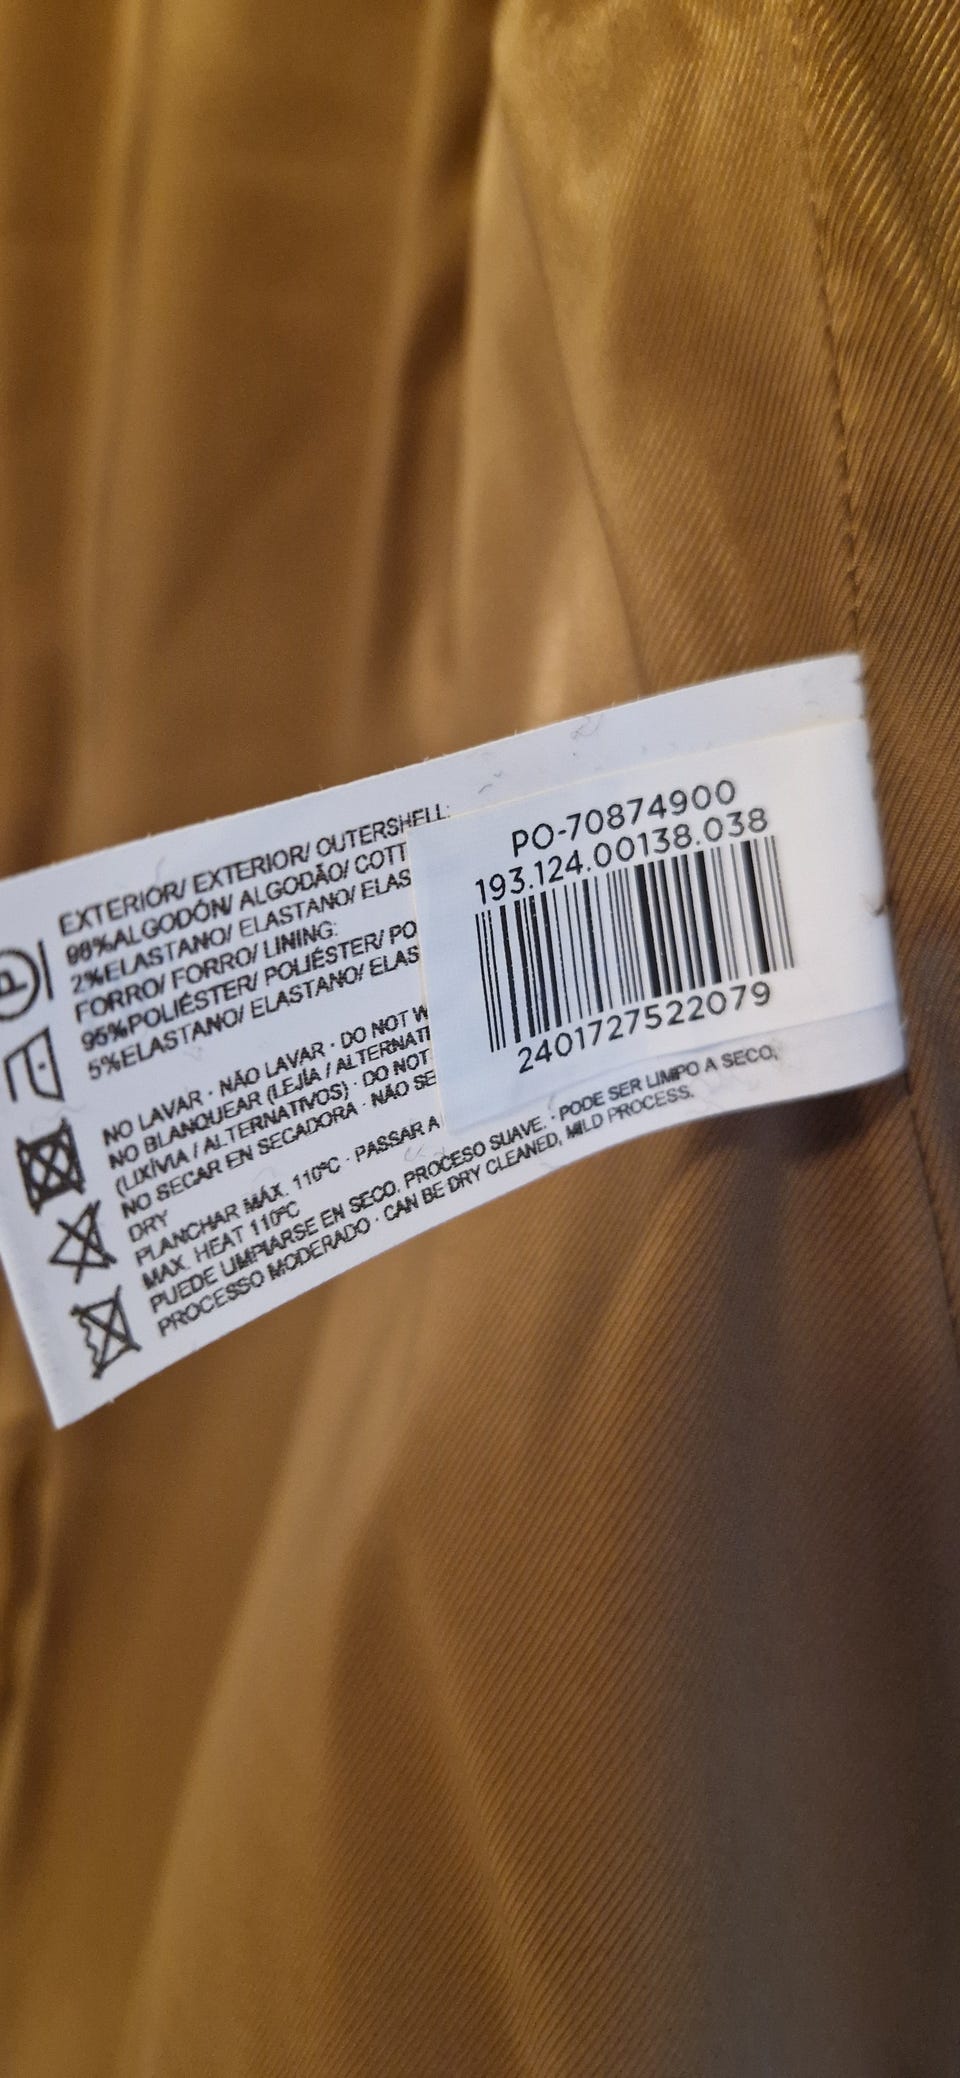 EXTERIOR/ EXTERIOR/ OUTERSHELL:
98%ALGODÓN/ ALGODÃO/ COTT
2%ELASTANO/ ELASTANO/ ELAS
FORRO/ FORRO/ LINING:
95%POLIÉSTER/ POLIÉSTER/ PO
5%ELASTANO/ ELASTANO/ ELAS
NO LAVAR · NÃO LAVAR · DO NOT W
NO BLANQUEAR (LEJÍA / ALTERNATI
(LIXÍVIA / ALTERNATIVOS) · DO NOT
NO SECAR EN SECADORA · NÃO SE
DRY
PLANCHAR MÁX. 110ºC · PASSAR A
MAX. HEAT 110ºC
PUEDE LIMPIARSE EN SECO, PROCESO SUAVE. · PODE SER LIMPO A SECO,
PROCESSO MODERADO · CAN BE DRY CLEANED, MILD PROCESS.
P
PO-70874900
193.124.00138.038
2401727522079